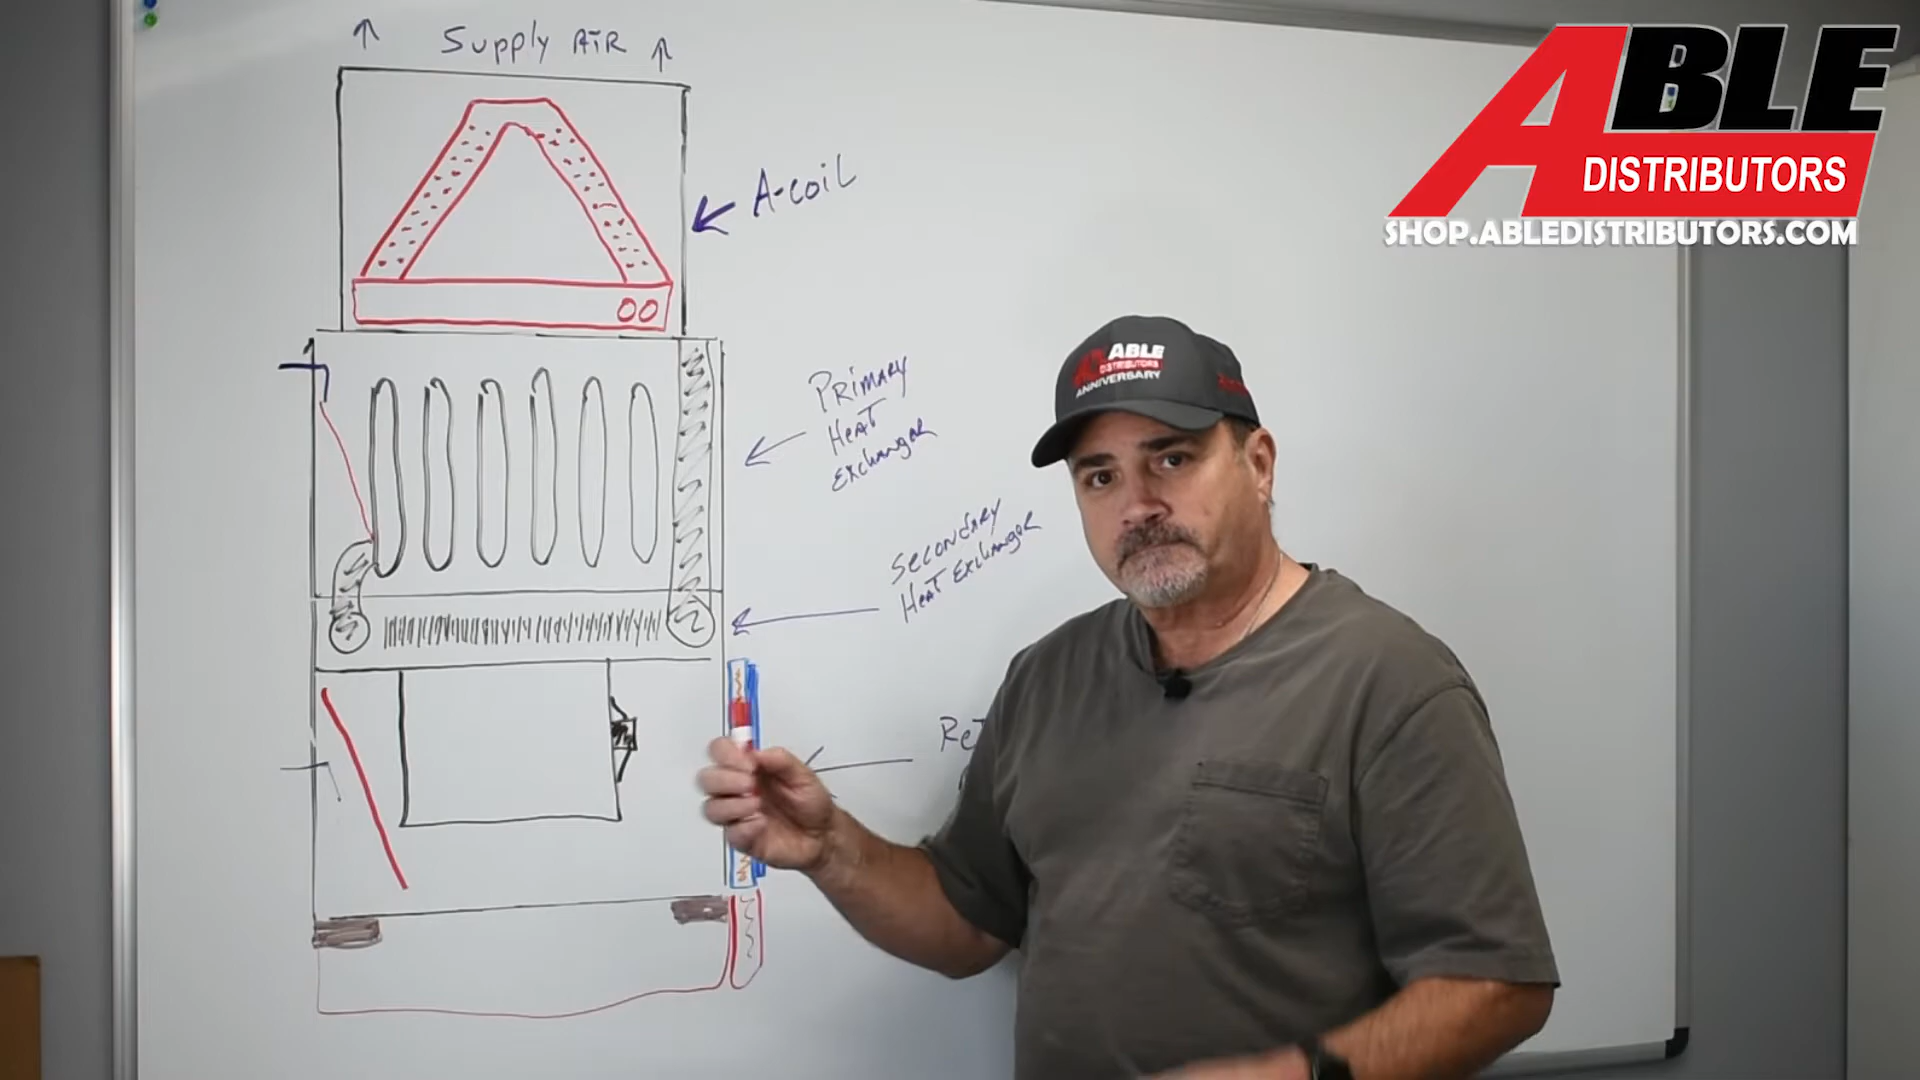 Supply AIR
A-coil
PRIMARY
HEAT
ExchangeR
SECONDARY
HEAT ExchangeR
ABLE
DISTRIBUTORS
SHOP.ABLEDISTRIBUTORS.COM
ABLE
DISTRIBUTORS
ANNIVERSARY